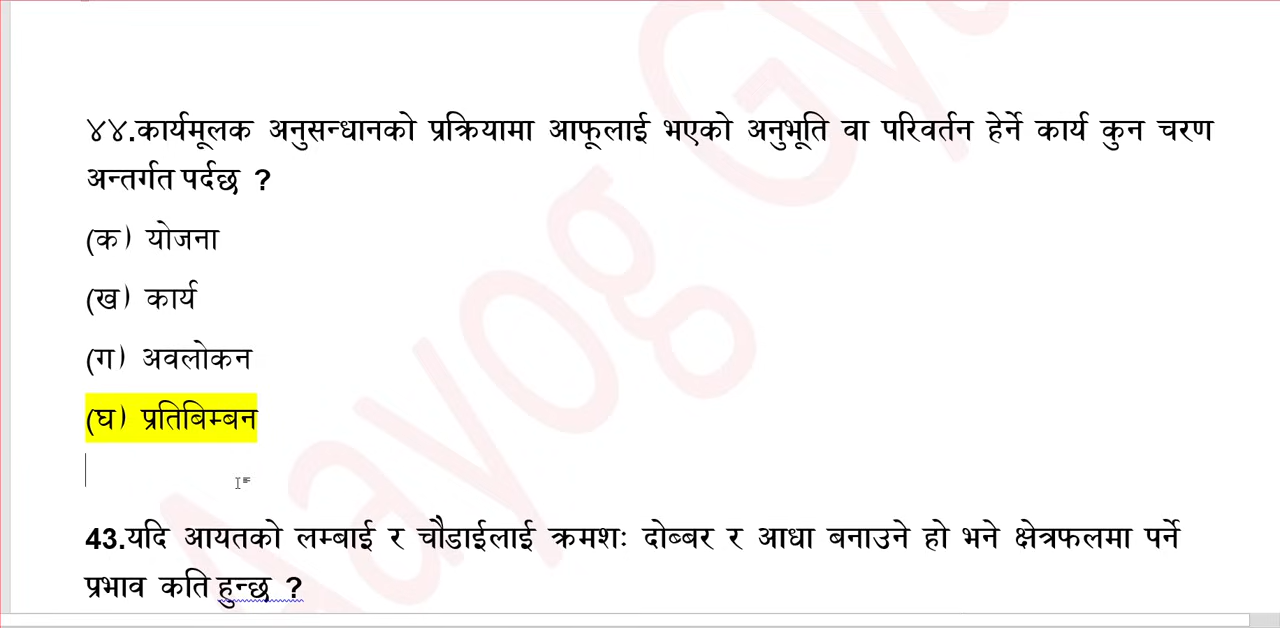 ४४.कार्यमूलक अनुसन्धानको प्रक्रियामा आफूलाई भएको अनुभूति वा परिवर्तन हेर्ने कार्य कुन चरण
अन्तर्गत पर्दछ ?
(क) योजना
(ख) कार्य
(ग) अवलोकन
(घ) प्रतिबिम्बन
43.यदि आयतको लम्बाई र चौडाईलाई क्रमशः दोब्बर र आधा बनाउने हो भने क्षेत्रफलमा पर्ने
प्रभाव कति हुन्छ ?
Aayog Gy